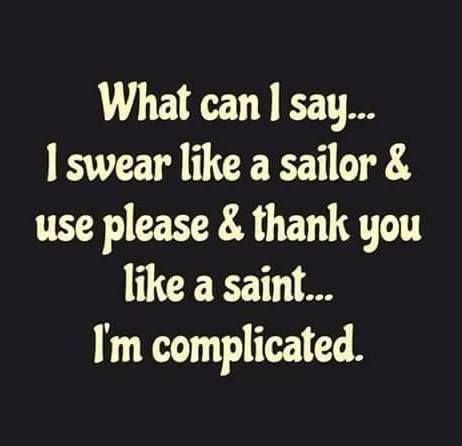 What can I say...
I swear like a sailor &
use please & thank you
like a saint...
I'm complicated.